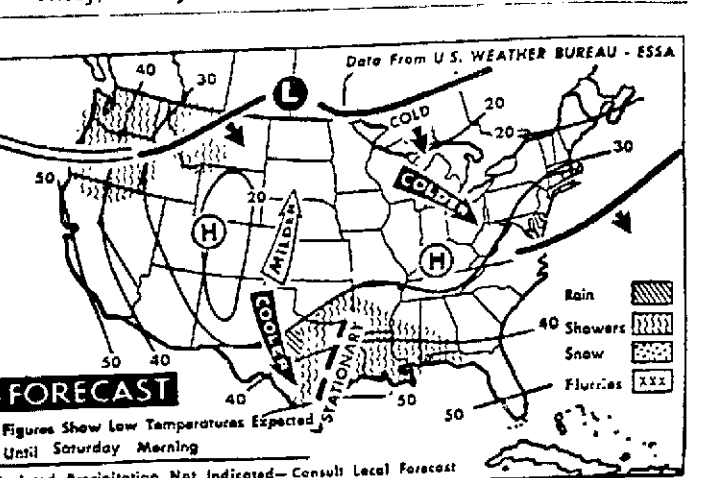 Data From U.S. WEATHER BUREAU - ESSA
40
30
L
COLD
20
20
30
50
20
COLDER
H
MILDER
H
COOLER
STATIONARY
Rain
Showers
Snow
Flurries
XXX
40
50
40
40
50
50
FORECAST
Figures Show Low Temperatures Expected
Until Saturday Morning
Precipitation Not Indicated—Consult Local Forecast